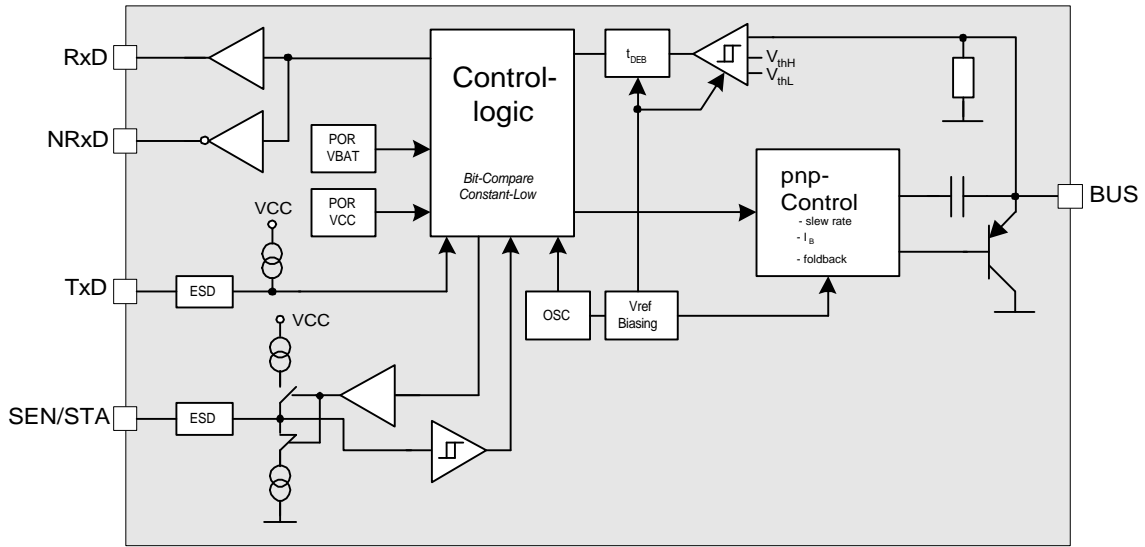 RxD
NRxD
TxD
SEN/STA
BUS
Control-
logic
Bit-Compare
Constant-Low
POR
VBAT
POR
VCC
VCC
ESD
VCC
ESD
tDEB
VthH
VthL
pnp-
Control
- slew rate
- IB
- foldback
OSC
Vref
Biasing